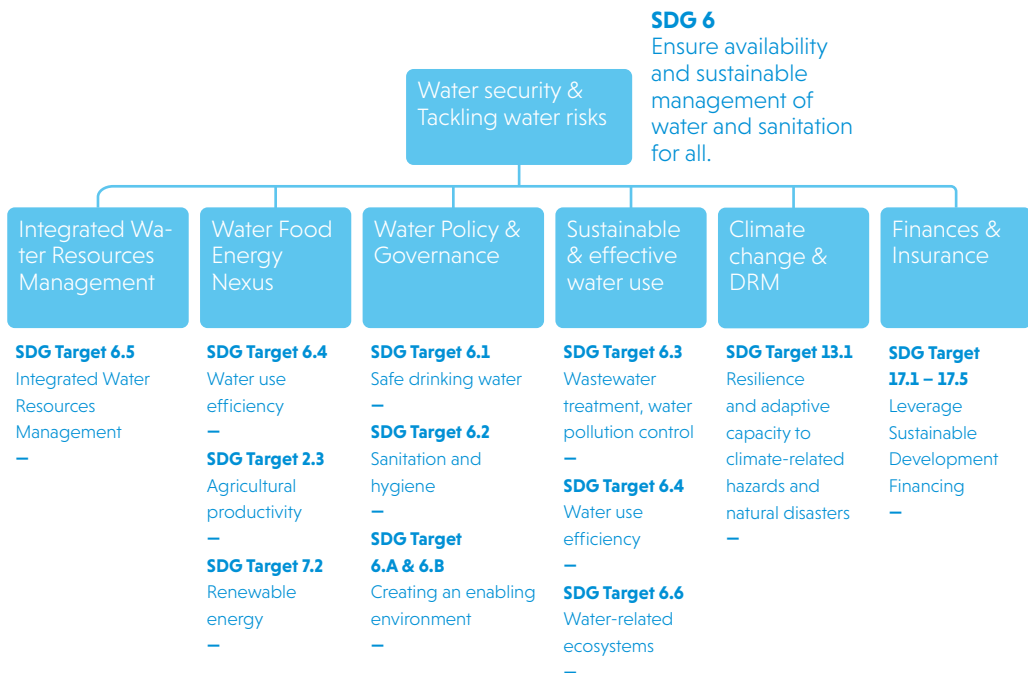 SDG 6
Ensure availability
and sustainable
management of
water and sanitation
for all.
Water security &
Tackling water risks
Integrated Wa-
ter Resources
Management
SDG Target 6.5
Integrated Water
Resources
Management
–
Water Food
Energy
Nexus
SDG Target 6.4
Water use
efficiency
–
SDG Target 2.3
Agricultural
productivity
–
SDG Target 7.2
Renewable
energy
–
Water Policy &
Governance
SDG Target 6.1
Safe drinking water
–
SDG Target 6.2
Sanitation and
hygiene
–
SDG Target
6.A & 6.B
Creating an enabling
environment
–
Sustainable
& effective
water use
SDG Target 6.3
Wastewater
treatment, water
pollution control
–
SDG Target 6.4
Water use
efficiency
–
SDG Target 6.6
Water-related
ecosystems
–
Climate
change &
DRM
SDG Target 13.1
Resilience
and adaptive
capacity to
climate-related
hazards and
natural disasters
–
Finances &
Insurance
SDG Target
17.1 – 17.5
Leverage
Sustainable
Development
Financing
–